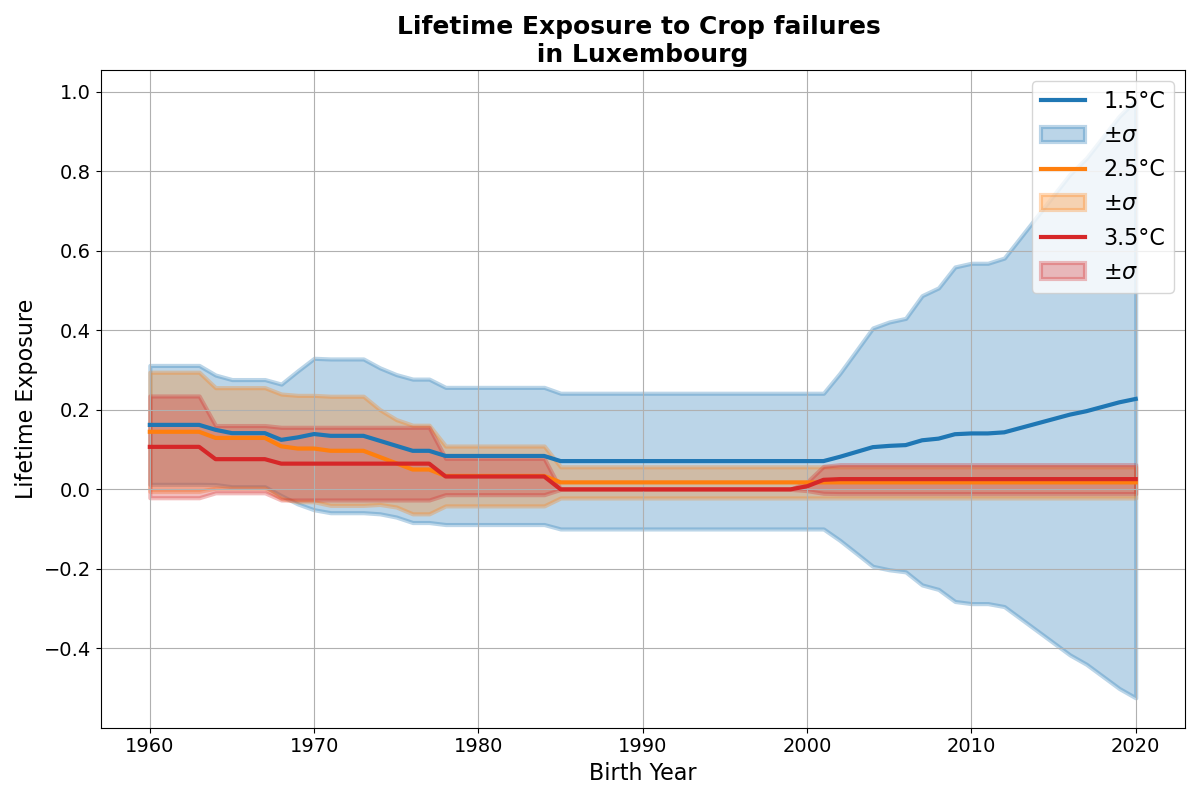 Lifetime Exposure to Crop failures
in Luxembourg
1.0
0.8
0.6
0.4
0.2
0.0
−0.2
−0.4
Lifetime Exposure
1.5°C
±σ
2.5°C
±σ
3.5°C
±σ
1960
1970
1980
1990
2000
2010
2020
Birth Year